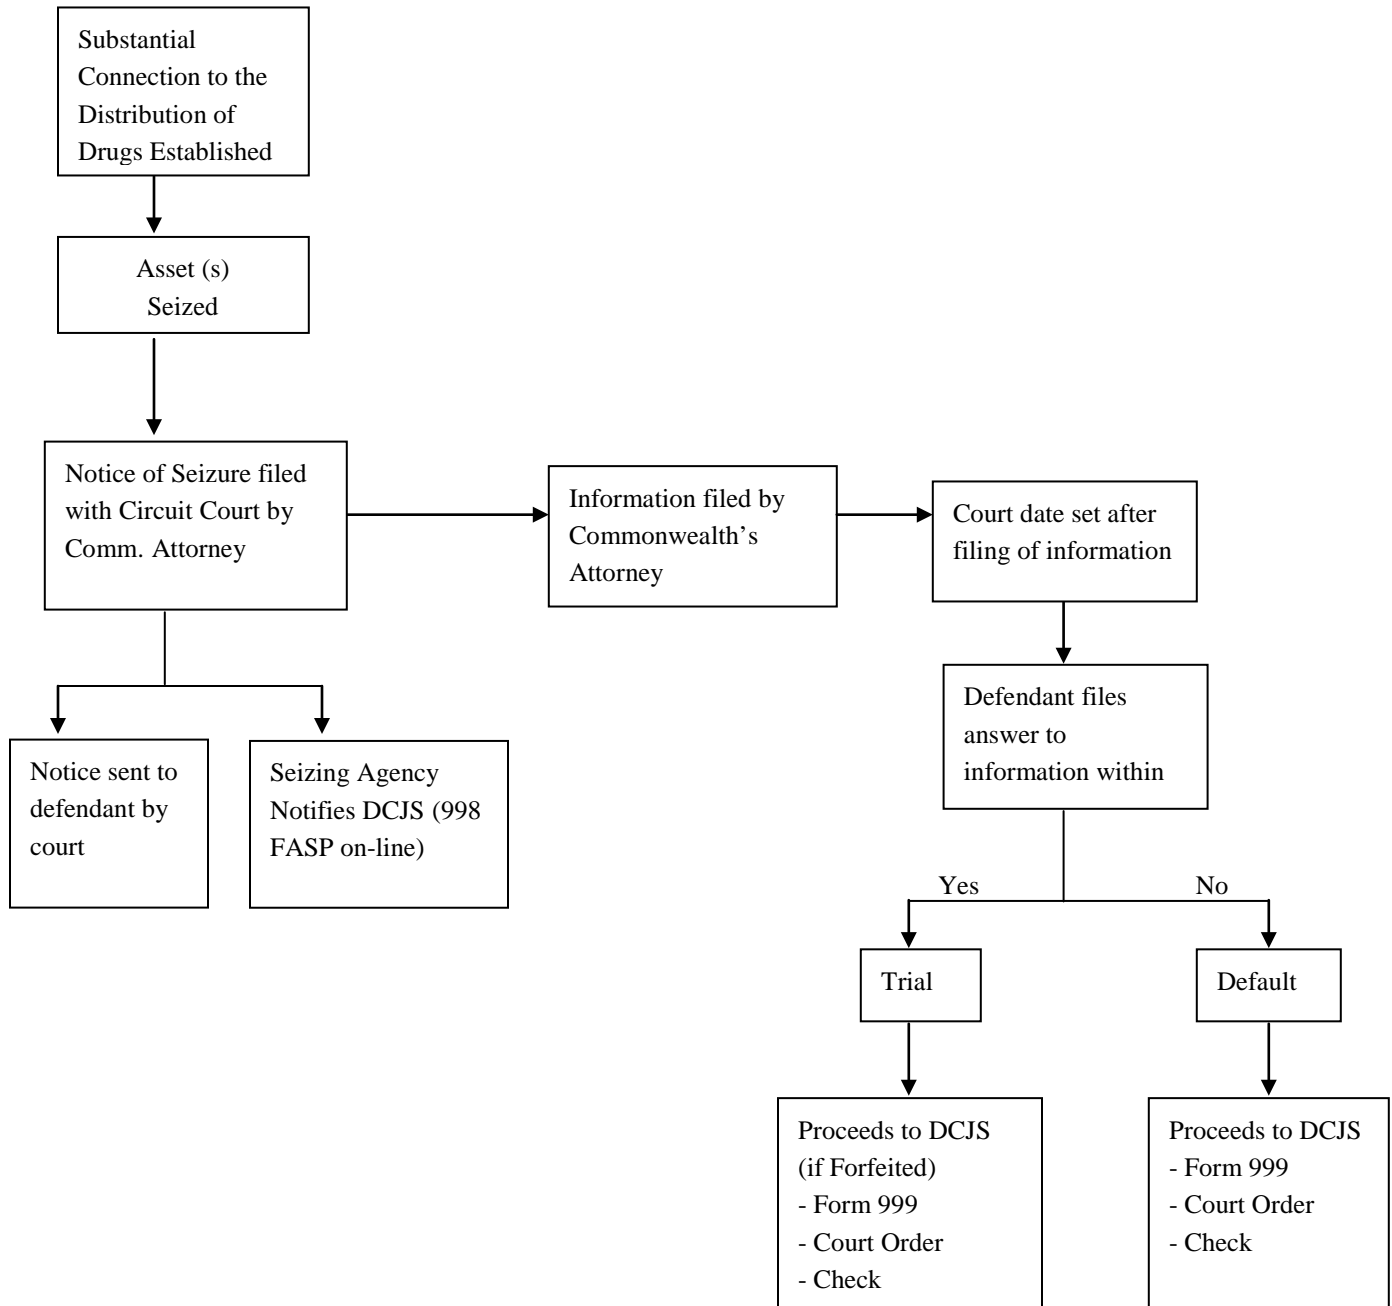 Substantial
Connection to the
Distribution of
Drugs Established
Asset (s)
Seized
Notice of Seizure filed
with Circuit Court by
Comm. Attorney
Information filed by
Commonwealth’s
Attorney
Court date set after
filing of information
Notice sent to
defendant by
court
Seizing Agency
Notifies DCJS (998
FASP on-line)
Defendant files
answer to
information within
Yes
No
Trial
Default
Proceeds to DCJS
(if Forfeited)
- Form 999
- Court Order
- Check
Proceeds to DCJS
- Form 999
- Court Order
- Check